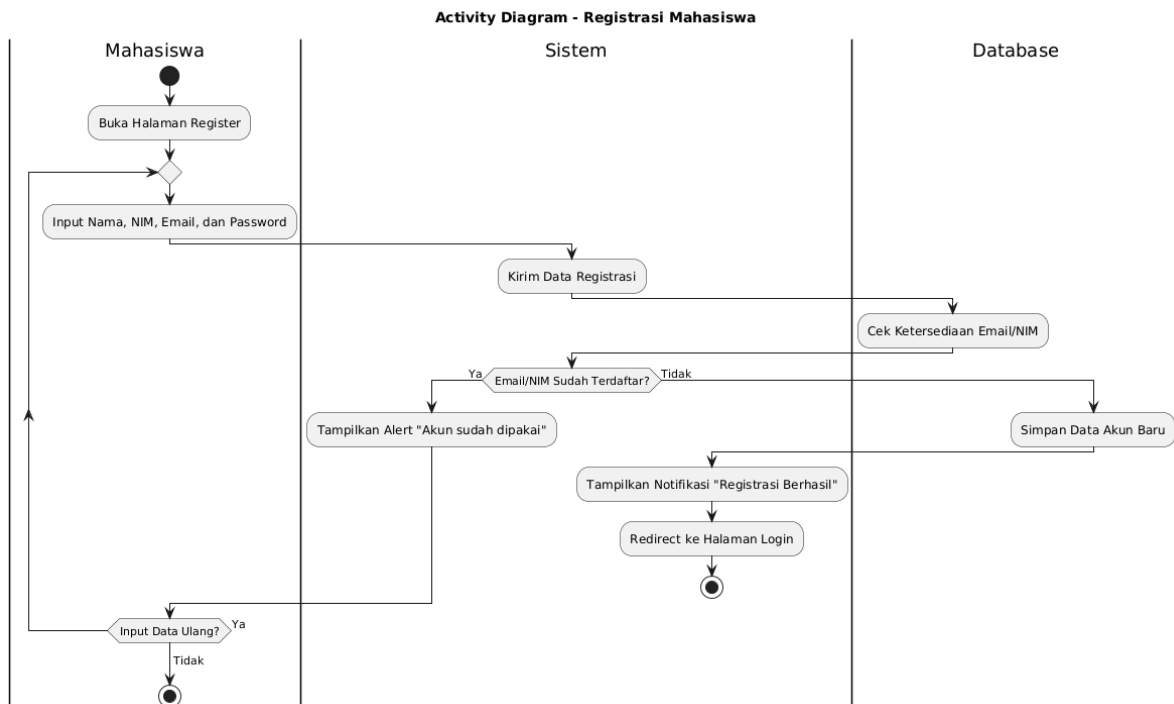 Activity Diagram - Registrasi Mahasiswa
Mahasiswa
Sistem
Database
Buka Halaman Register
Input Nama, NIM, Email, dan Password
Kirim Data Registrasi
Cek Ketersediaan Email/NIM
Ya
Email/NIM Sudah Terdaftar?
Tidak
Tampilkan Alert "Akun sudah dipakai"
Simpan Data Akun Baru
Tampilkan Notifikasi "Registrasi Berhasil"
Redirect ke Halaman Login
Input Data Ulang?
Ya
Tidak